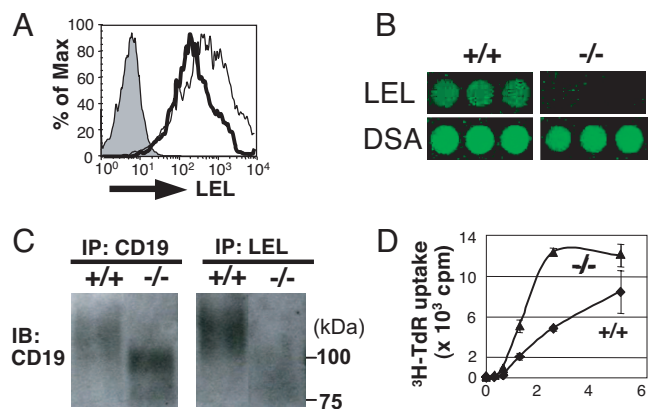 A
% of Max
100
80
60
40
20
0
10⁰ 10¹ 10² 10³ 10⁴
LEL
B
+/+ -/-
LEL
DSA
C
IP: CD19 IP: LEL
+/+ -/- +/+ -/-
IB:
CD19
(kDa)
100
75
D
³H-TdR uptake
(x 10³ cpm)
14
10
6
2
0
-/-
+/+
0 2 4 6